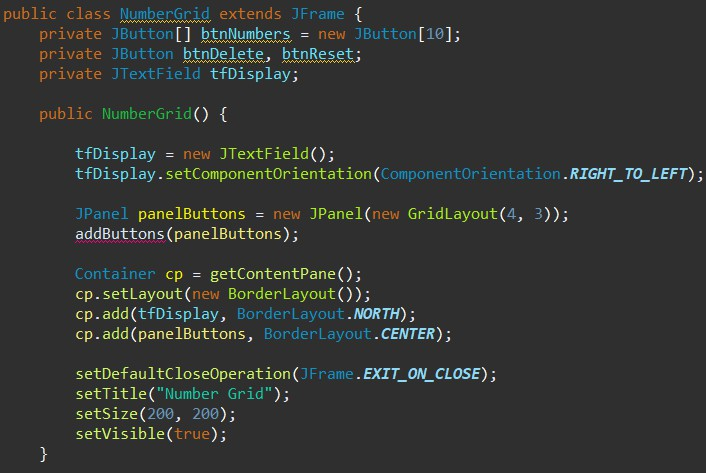 public class NumberGrid extends JFrame {
    private JButton[] btnNumbers = new JButton[10];
    private JButton btnDelete, btnReset;
    private JTextField tfDisplay;

    public NumberGrid() {

        tfDisplay = new JTextField();
        tfDisplay.setComponentOrientation(ComponentOrientation.RIGHT_TO_LEFT);

        JPanel panelButtons = new JPanel(new GridLayout(4, 3));
        addButtons(panelButtons);

        Container cp = getContentPane();
        cp.setLayout(new BorderLayout());
        cp.add(tfDisplay, BorderLayout.NORTH);
        cp.add(panelButtons, BorderLayout.CENTER);

        setDefaultCloseOperation(JFrame.EXIT_ON_CLOSE);
        setTitle("Number Grid");
        setSize(200, 200);
        setVisible(true);
    }